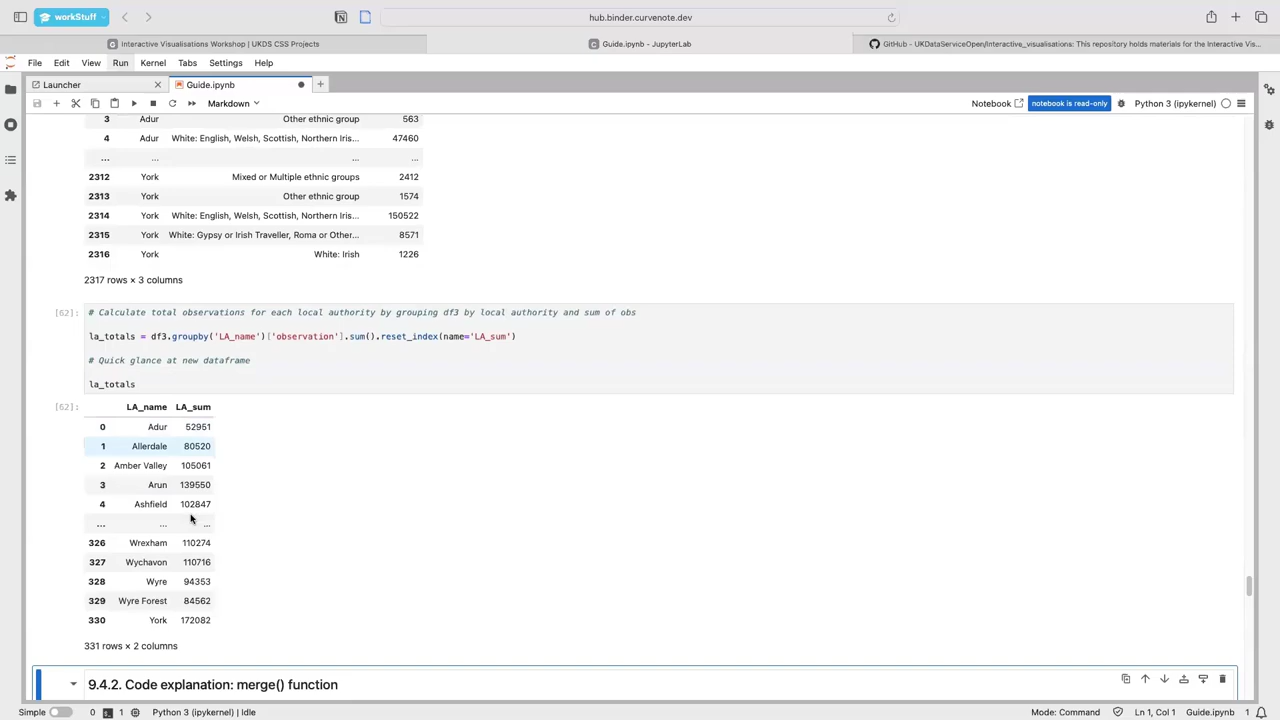 workStuff
hub.binder.curvenote.dev
Interactive Visualisations Workshop | UKDS CSS Projects
Guide.ipynb - JupyterLab
GitHub - UKDataServiceOpen/Interactive_visualisations: This repository holds materials for the Interactive Vis...
File Edit View Run Kernel Tabs Settings Help
Launcher
Guide.ipynb
Markdown
Notebook
notebook is read-only
Python 3 (ipykernel)
3 Adur Other ethnic group 563
4 Adur White: English, Welsh, Scottish, Northern Iris... 47460
... ... ... ...
2312 York Mixed or Multiple ethnic groups 2412
2313 York Other ethnic group 1574
2314 York White: English, Welsh, Scottish, Northern Iris... 150522
2315 York White: Gypsy or Irish Traveller, Roma or Other... 8571
2316 York White: Irish 1226
2317 rows × 3 columns
[62]: # Calculate total observations for each local authority by grouping df3 by local authority and sum of obs
la_totals = df3.groupby('LA_name')['observation'].sum().reset_index(name='LA_sum')
# Quick glance at new dataframe
la_totals
[62]: LA_name LA_sum
0 Adur 52951
1 Allerdale 80520
2 Amber Valley 105061
3 Arun 139550
4 Ashfield 102847
... ... ...
326 Wrexham 110274
327 Wychavon 110716
328 Wyre 94353
329 Wyre Forest 84562
330 York 172082
331 rows × 2 columns
9.4.2. Code explanation: merge() function
Simple 0 1 Python 3 (ipykernel) | Idle
Mode: Command Ln 1, Col 1 Guide.ipynb 1